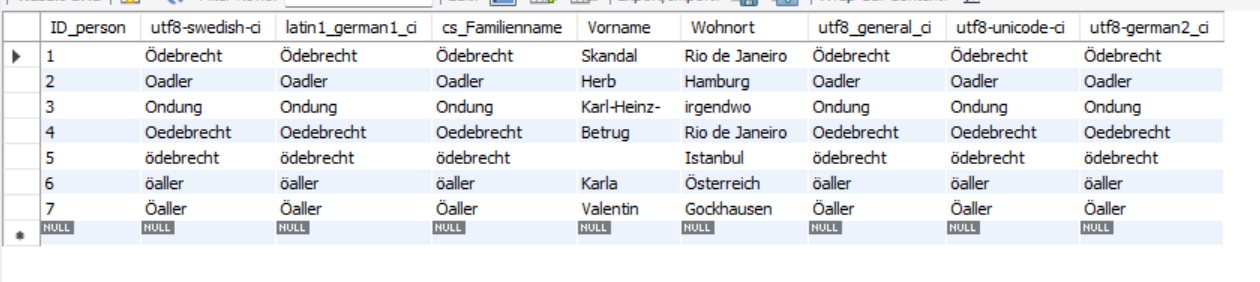 ID_person utf8-swedish-ci latin1_german1_ci cs_Familienname Vorname Wohnort utf8_general_ci utf8-unicode-ci utf8-german2_ci
1 Ödebrecht Ödebrecht Ödebrecht Skandal Rio de Janeiro Ödebrecht Ödebrecht Ödebrecht
2 Oadler Oadler Oadler Herb Hamburg Oadler Oadler Oadler
3 Ondung Ondung Ondung Karl-Heinz- irgendwo Ondung Ondung Ondung
4 Oedebrecht Oedebrecht Oedebrecht Betrug Rio de Janeiro Oedebrecht Oedebrecht Oedebrecht
5 ödebrecht ödebrecht ödebrecht Istanbul ödebrecht ödebrecht ödebrecht
6 öaller öaller öaller Karla Österreich öaller öaller öaller
7 Öaller Öaller Öaller Valentin Gockhausen Öaller Öaller Öaller
NULL NULL NULL NULL NULL NULL NULL NULL NULL